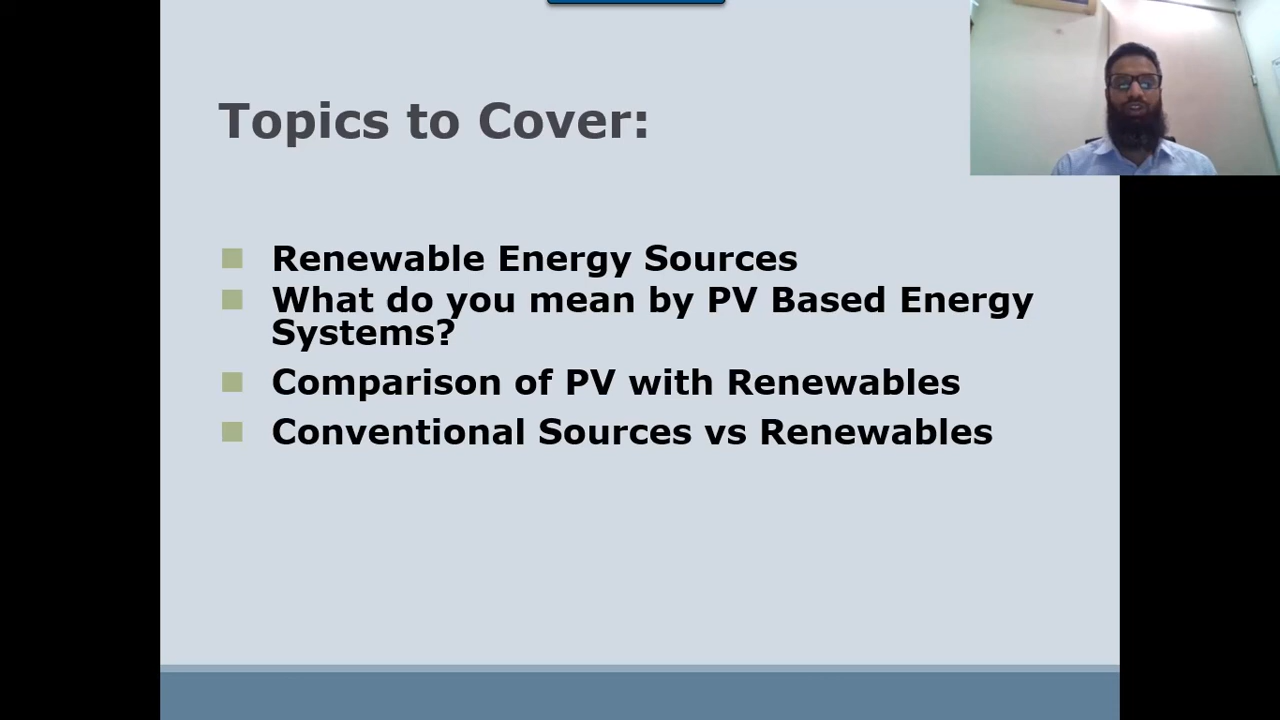 Topics to Cover:
Renewable Energy Sources
What do you mean by PV Based Energy
Systems?
Comparison of PV with Renewables
Conventional Sources vs Renewables